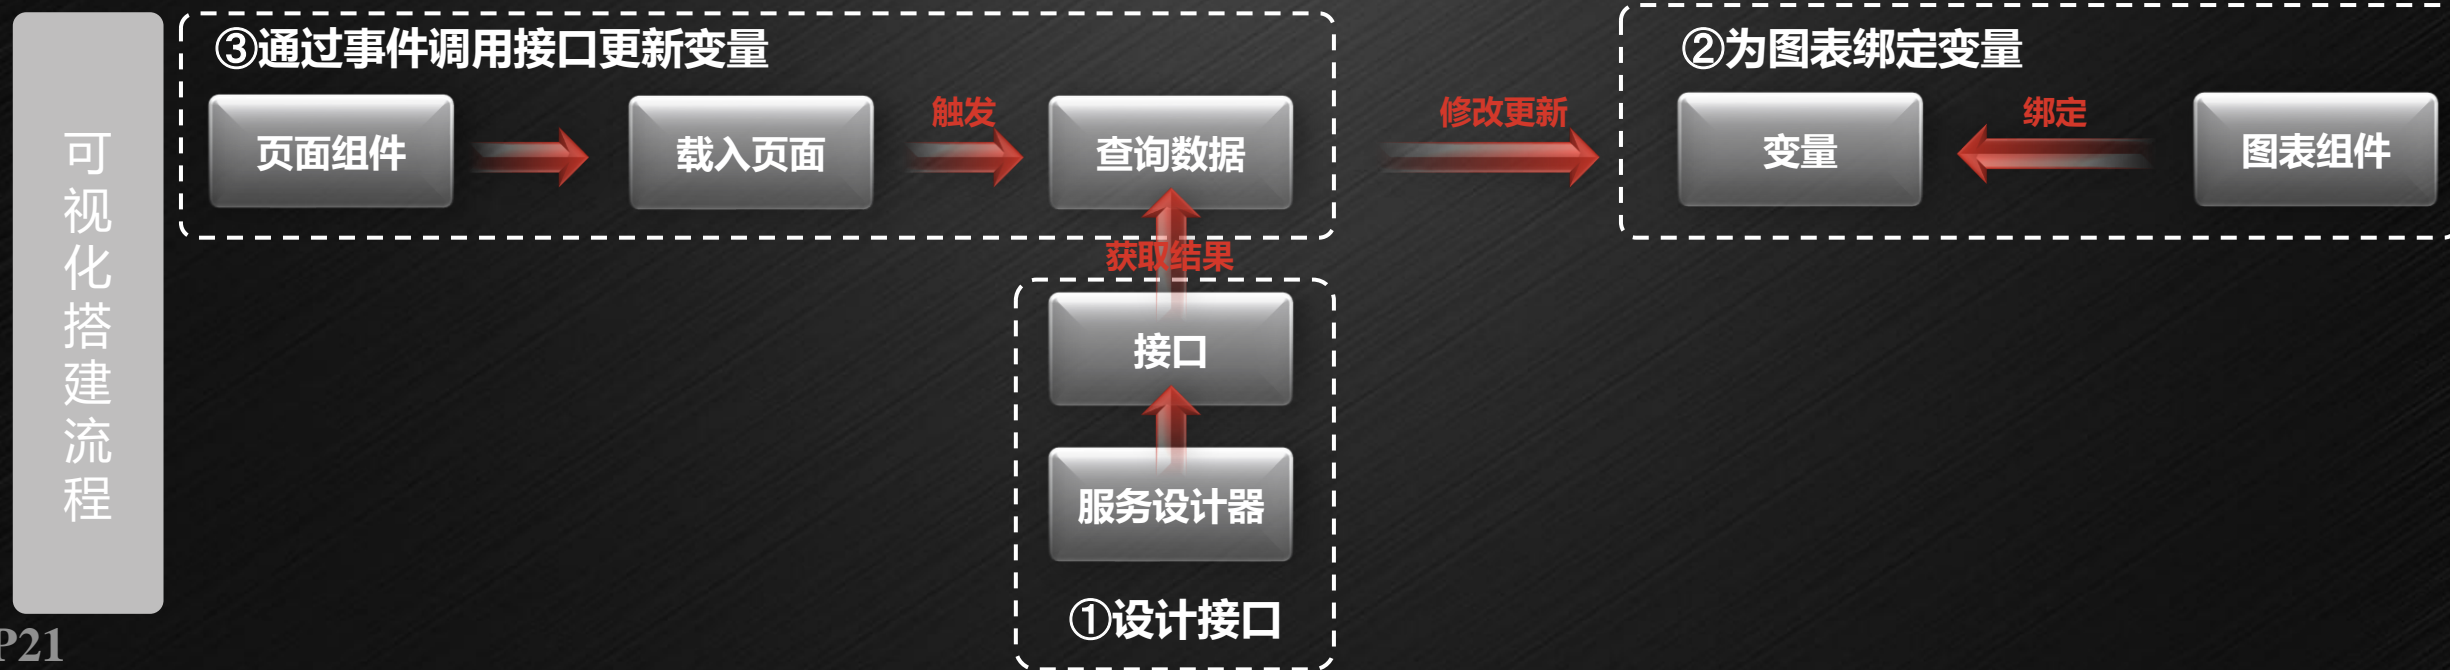 可视化搭建流程
③通过事件调用接口更新变量
页面组件
载入页面
触发
查询数据
修改更新
②为图表绑定变量
变量
绑定
图表组件
获取结果
接口
服务设计器
①设计接口
P21